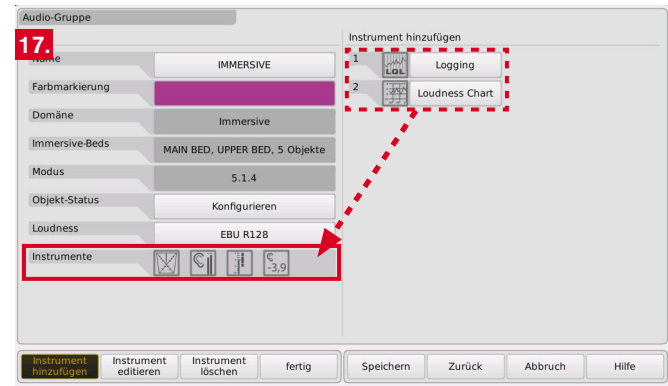 Audio-Gruppe
17.
Name
IMMERSIVE
Farbmarkierung
Domäne
Immersive
Immersive-Beds
MAIN BED, UPPER BED, 5 Objekte
Modus
5.1.4
Objekt-Status
Konfigurieren
Loudness
EBU R128
Instrumente
-3,9
Instrument hinzufügen
1
LOL
Logging
2
Loudness Chart
Instrument
hinzufügen
Instrument
editieren
Instrument
löschen
fertig
Speichern
Zurück
Abbruch
Hilfe